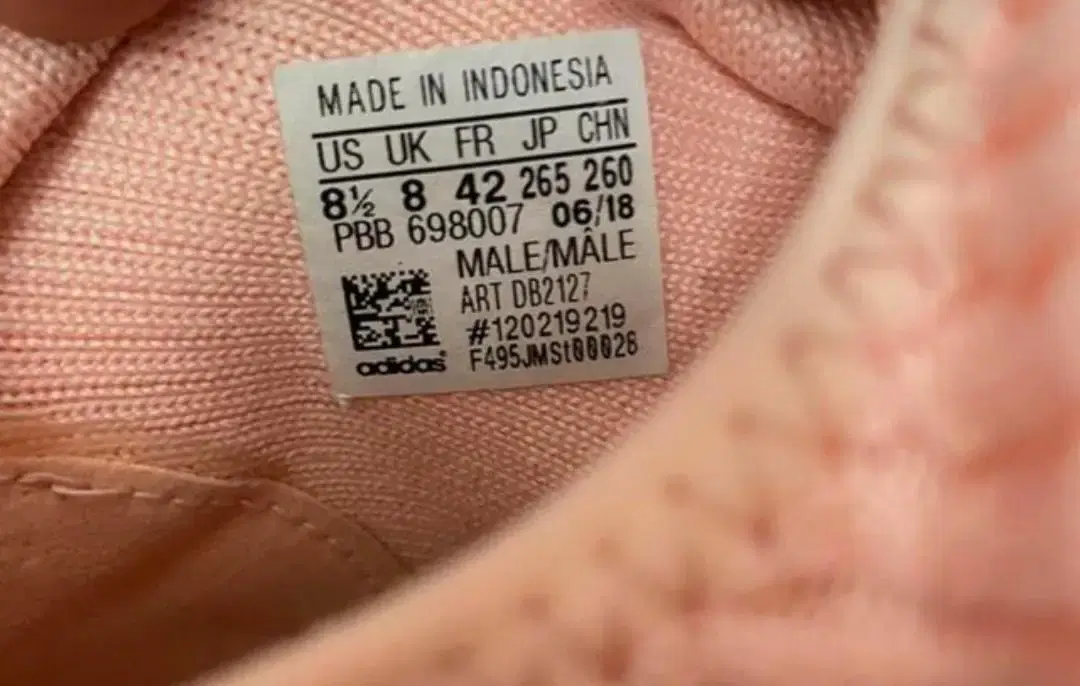 MADE IN INDONESIA
US UK FR JP CHN
8½ 8 42 265 260
PBB 698007 06/18
MALE/MÂLE
ART DB2127
#120219219
adidas F495JMSt00026